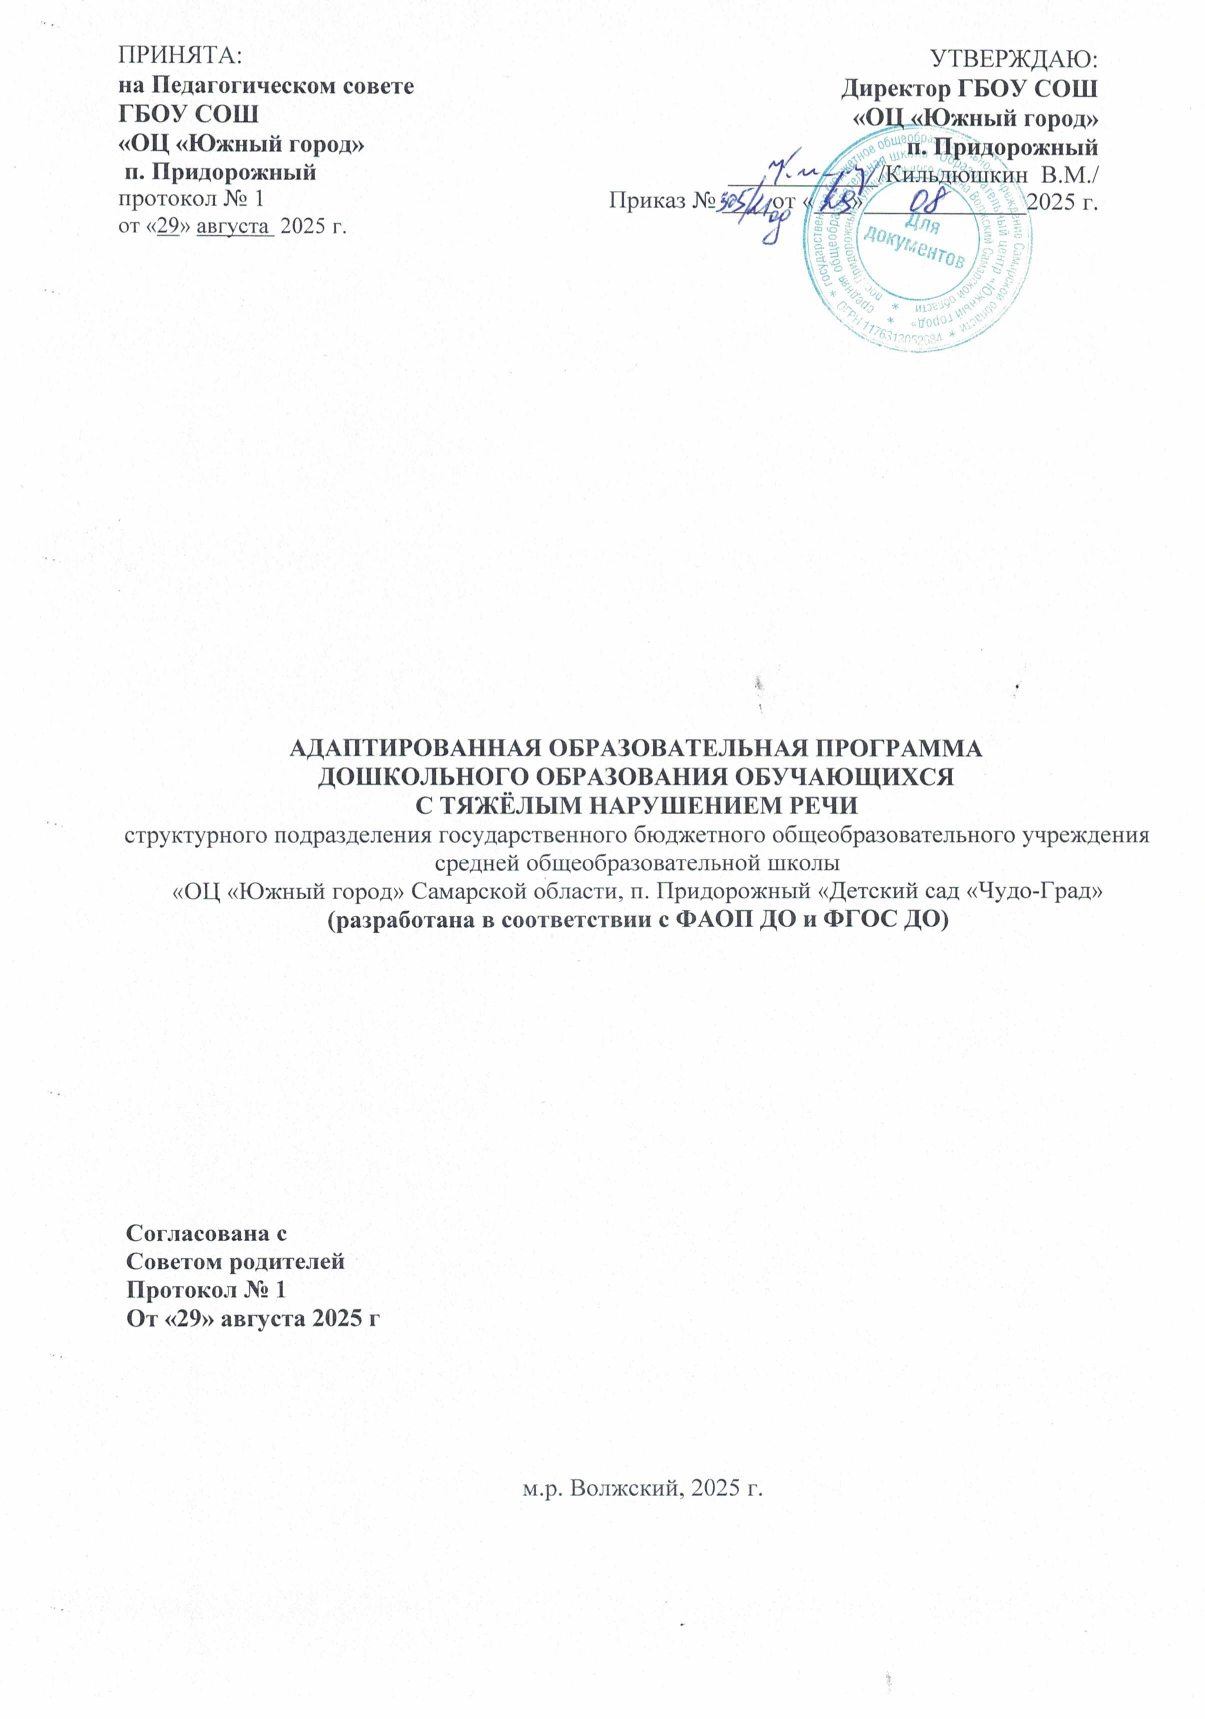 ПРИНЯТА:
на Педагогическом совете
ГБОУ СОШ
«ОЦ «Южный город»
п. Придорожный
протокол № 1
от «29» августа 2025 г.
УТВЕРЖДАЮ:
Директор ГБОУ СОШ
«ОЦ «Южный город»
п. Придорожный
/Кильдюшкин В.М./
Приказ № от « » 08 2025 г.
Для
документов
АДАПТИРОВАННАЯ ОБРАЗОВАТЕЛЬНАЯ ПРОГРАММА
ДОШКОЛЬНОГО ОБРАЗОВАНИЯ ОБУЧАЮЩИХСЯ
С ТЯЖЁЛЫМ НАРУШЕНИЕМ РЕЧИ
структурного подразделения государственного бюджетного общеобразовательного учреждения
средней общеобразовательной школы
«ОЦ «Южный город» Самарской области, п. Придорожный «Детский сад «Чудо-Град»
(разработана в соответствии с ФАОП ДО и ФГОС ДО)
Согласована с
Советом родителей
Протокол № 1
От «29» августа 2025 г
м.р. Волжский, 2025 г.